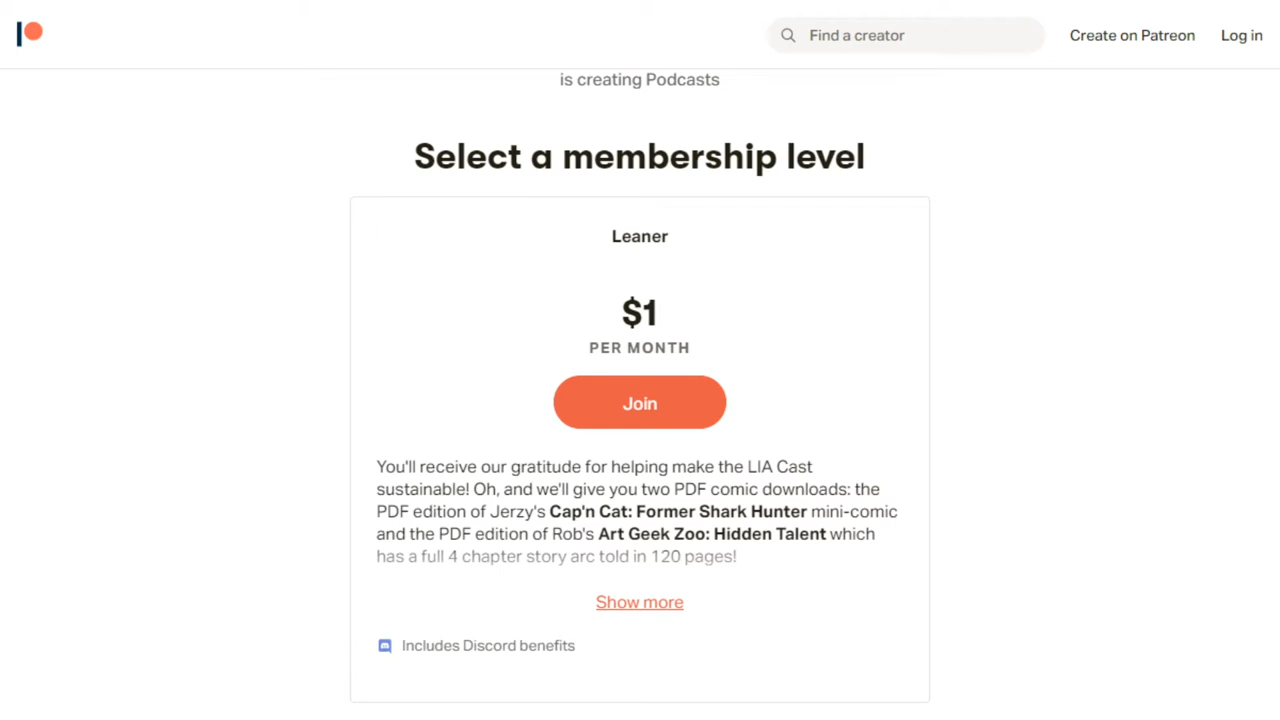 Find a creator
Create on Patreon
Log in
is creating Podcasts
Select a membership level
Leaner
$1
PER MONTH
Join
You'll receive our gratitude for helping make the LIA Cast
sustainable! Oh, and we'll give you two PDF comic downloads: the
PDF edition of Jerzy's Cap'n Cat: Former Shark Hunter mini-comic
and the PDF edition of Rob's Art Geek Zoo: Hidden Talent which
has a full 4 chapter story arc told in 120 pages!
Show more
Includes Discord benefits